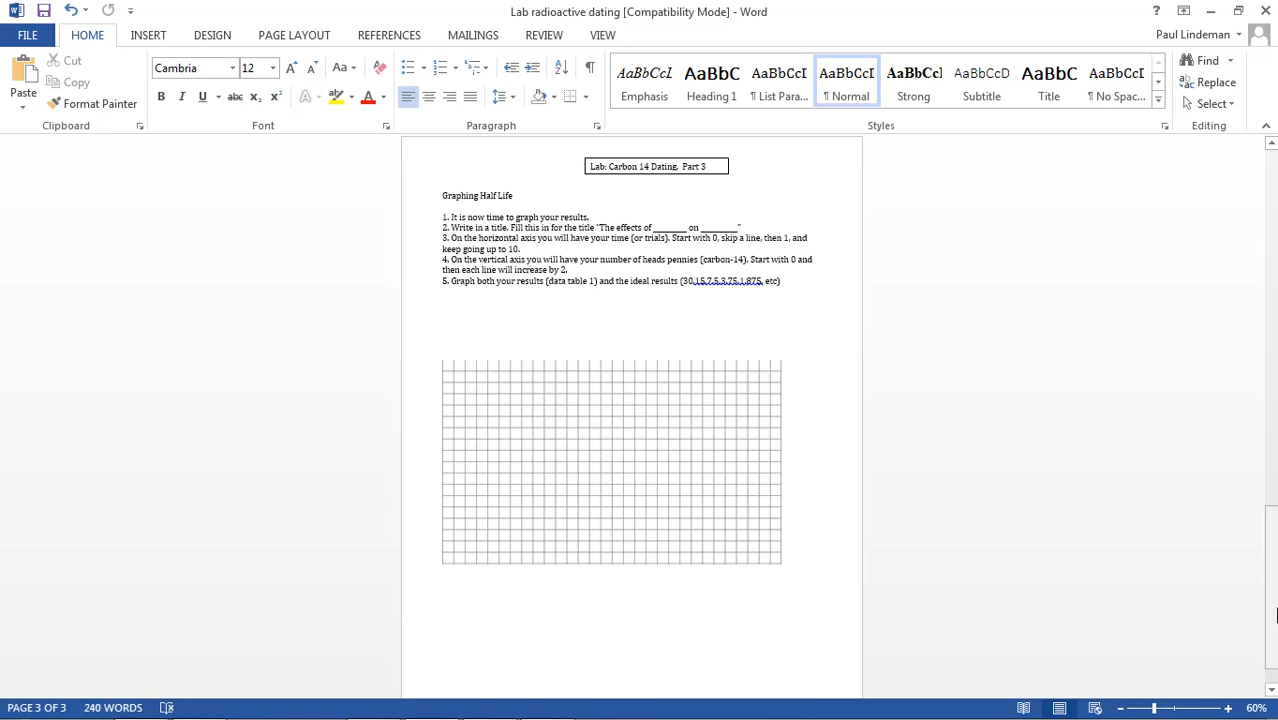 Lab radioactive dating [Compatibility Mode] - Word
FILE HOME INSERT DESIGN PAGE LAYOUT REFERENCES MAILINGS REVIEW VIEW Paul Lindeman
Paste
Cut
Copy
Format Painter
Clipboard
Cambria 12
Font
Paragraph
AaBbCcI AaBbC AaBbCcI AaBbCcI AaBbCcI AaBbCcD AaBbC AaBbCcI
Emphasis Heading 1 ¶ List Para... ¶ Normal Strong Subtitle Title ¶ No Spac...
Styles
Find
Replace
Select
Editing
Lab: Carbon 14 Dating. Part 3
Graphing Half Life
1. It is now time to graph your results.
2. Write in a title. Fill this in for the title "The effects of _______ on ________"
3. On the horizontal axis you will have your time (or trials). Start with 0, skip a line, then 1, and
keep going up to 10.
4. On the vertical axis you will have your number of heads pennies (carbon-14). Start with 0 and
then each line will increase by 2.
5. Graph both your results (data table 1) and the ideal results (30,15,7.5,3.75,1.875, etc)
PAGE 3 OF 3 240 WORDS 60%